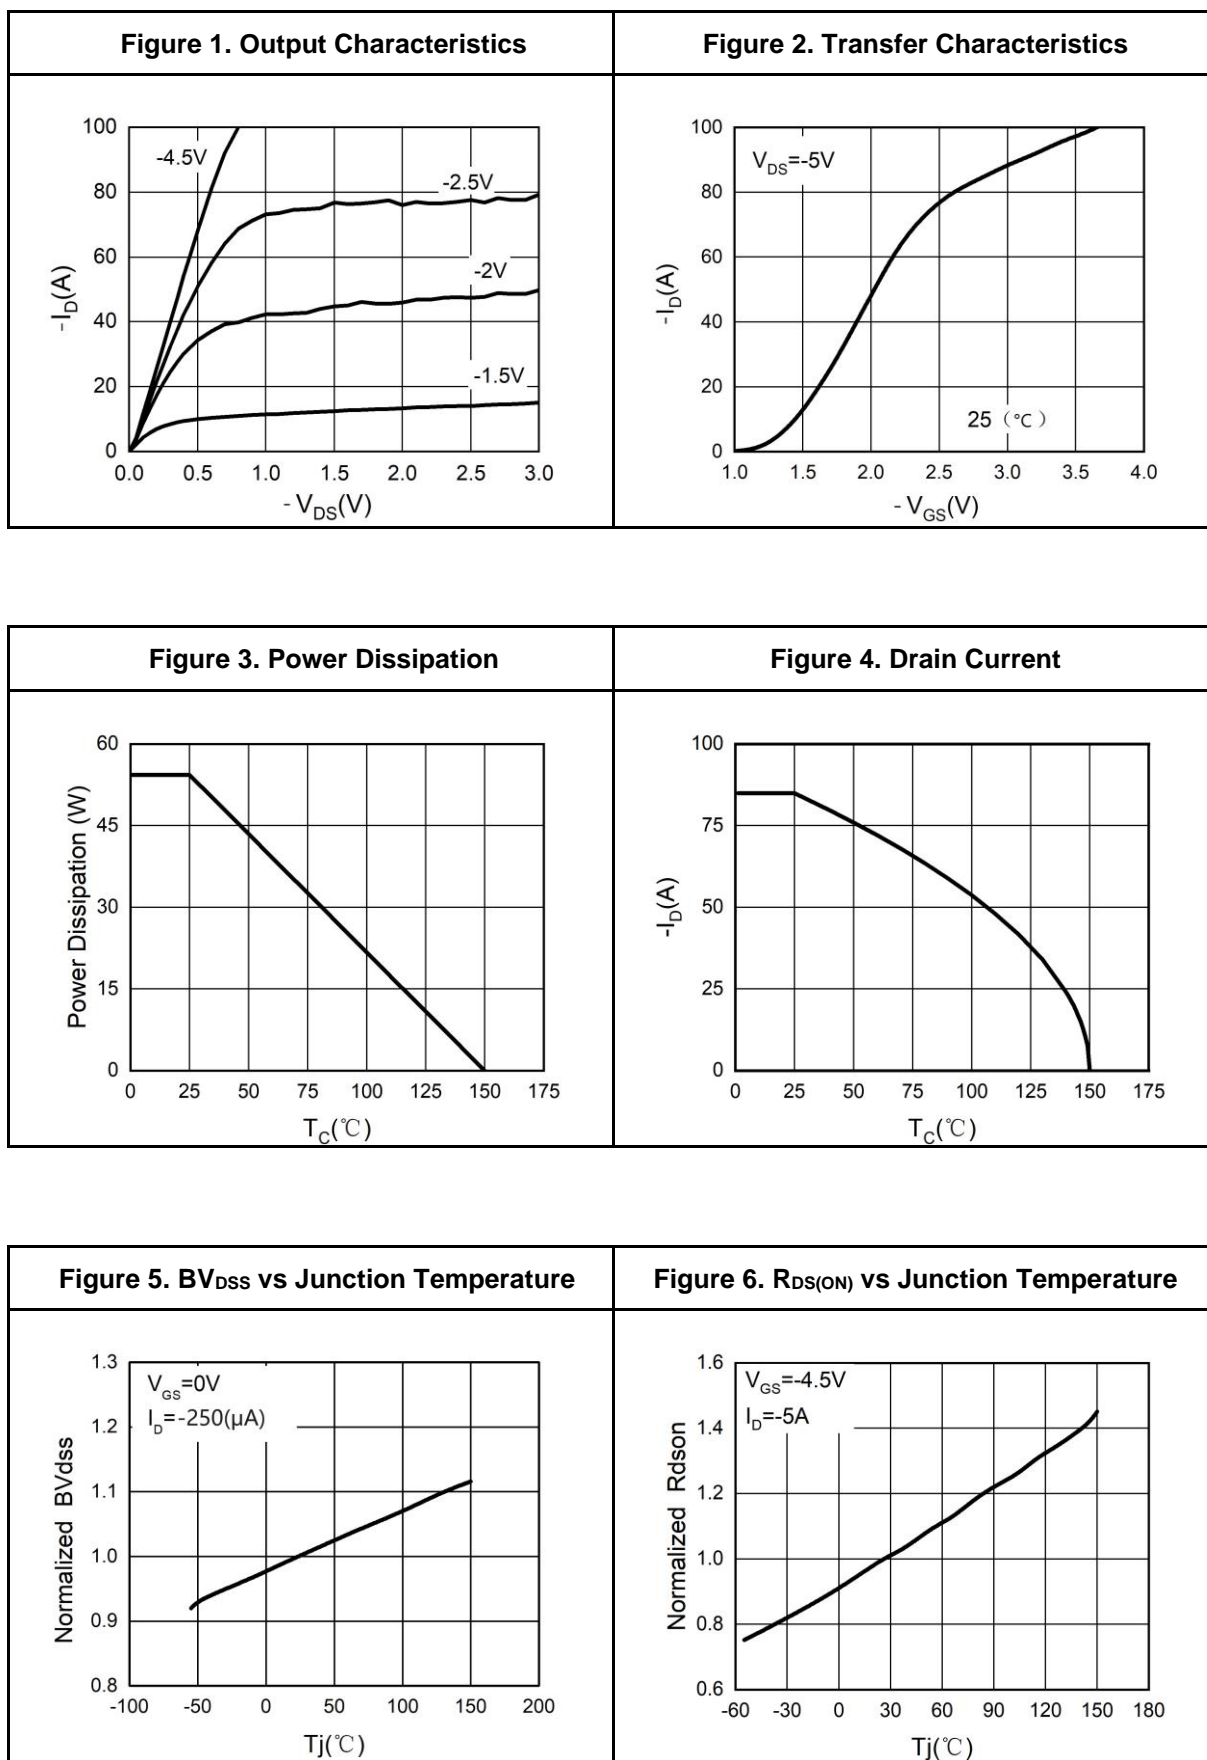 Figure 1. Output Characteristics
Figure 2. Transfer Characteristics
100
80
60
40
20
0
-4.5V
-2.5V
-2V
-1.5V
-ID(A)
0.0 0.5 1.0 1.5 2.0 2.5 3.0
- VDS(V)
100
80
60
40
20
0
VDS=-5V
25（℃）
-ID(A)
1.0 1.5 2.0 2.5 3.0 3.5 4.0
- VGS(V)
Figure 3. Power Dissipation
Figure 4. Drain Current
60
45
30
15
0
Power Dissipation (W)
0 25 50 75 100 125 150 175
TC(℃)
100
75
50
25
0
-ID(A)
0 25 50 75 100 125 150 175
TC(℃)
Figure 5. BVDSS vs Junction Temperature
Figure 6. RDS(ON) vs Junction Temperature
1.3
1.2
1.1
1.0
0.9
0.8
VGS=0V
ID=-250(µA)
Normalized BVdss
-100 -50 0 50 100 150 200
Tj(℃)
1.6
1.4
1.2
1.0
0.8
0.6
VGS=-4.5V
ID=-5A
Normalized Rdson
-60 -30 0 30 60 90 120 150 180
Tj(℃)